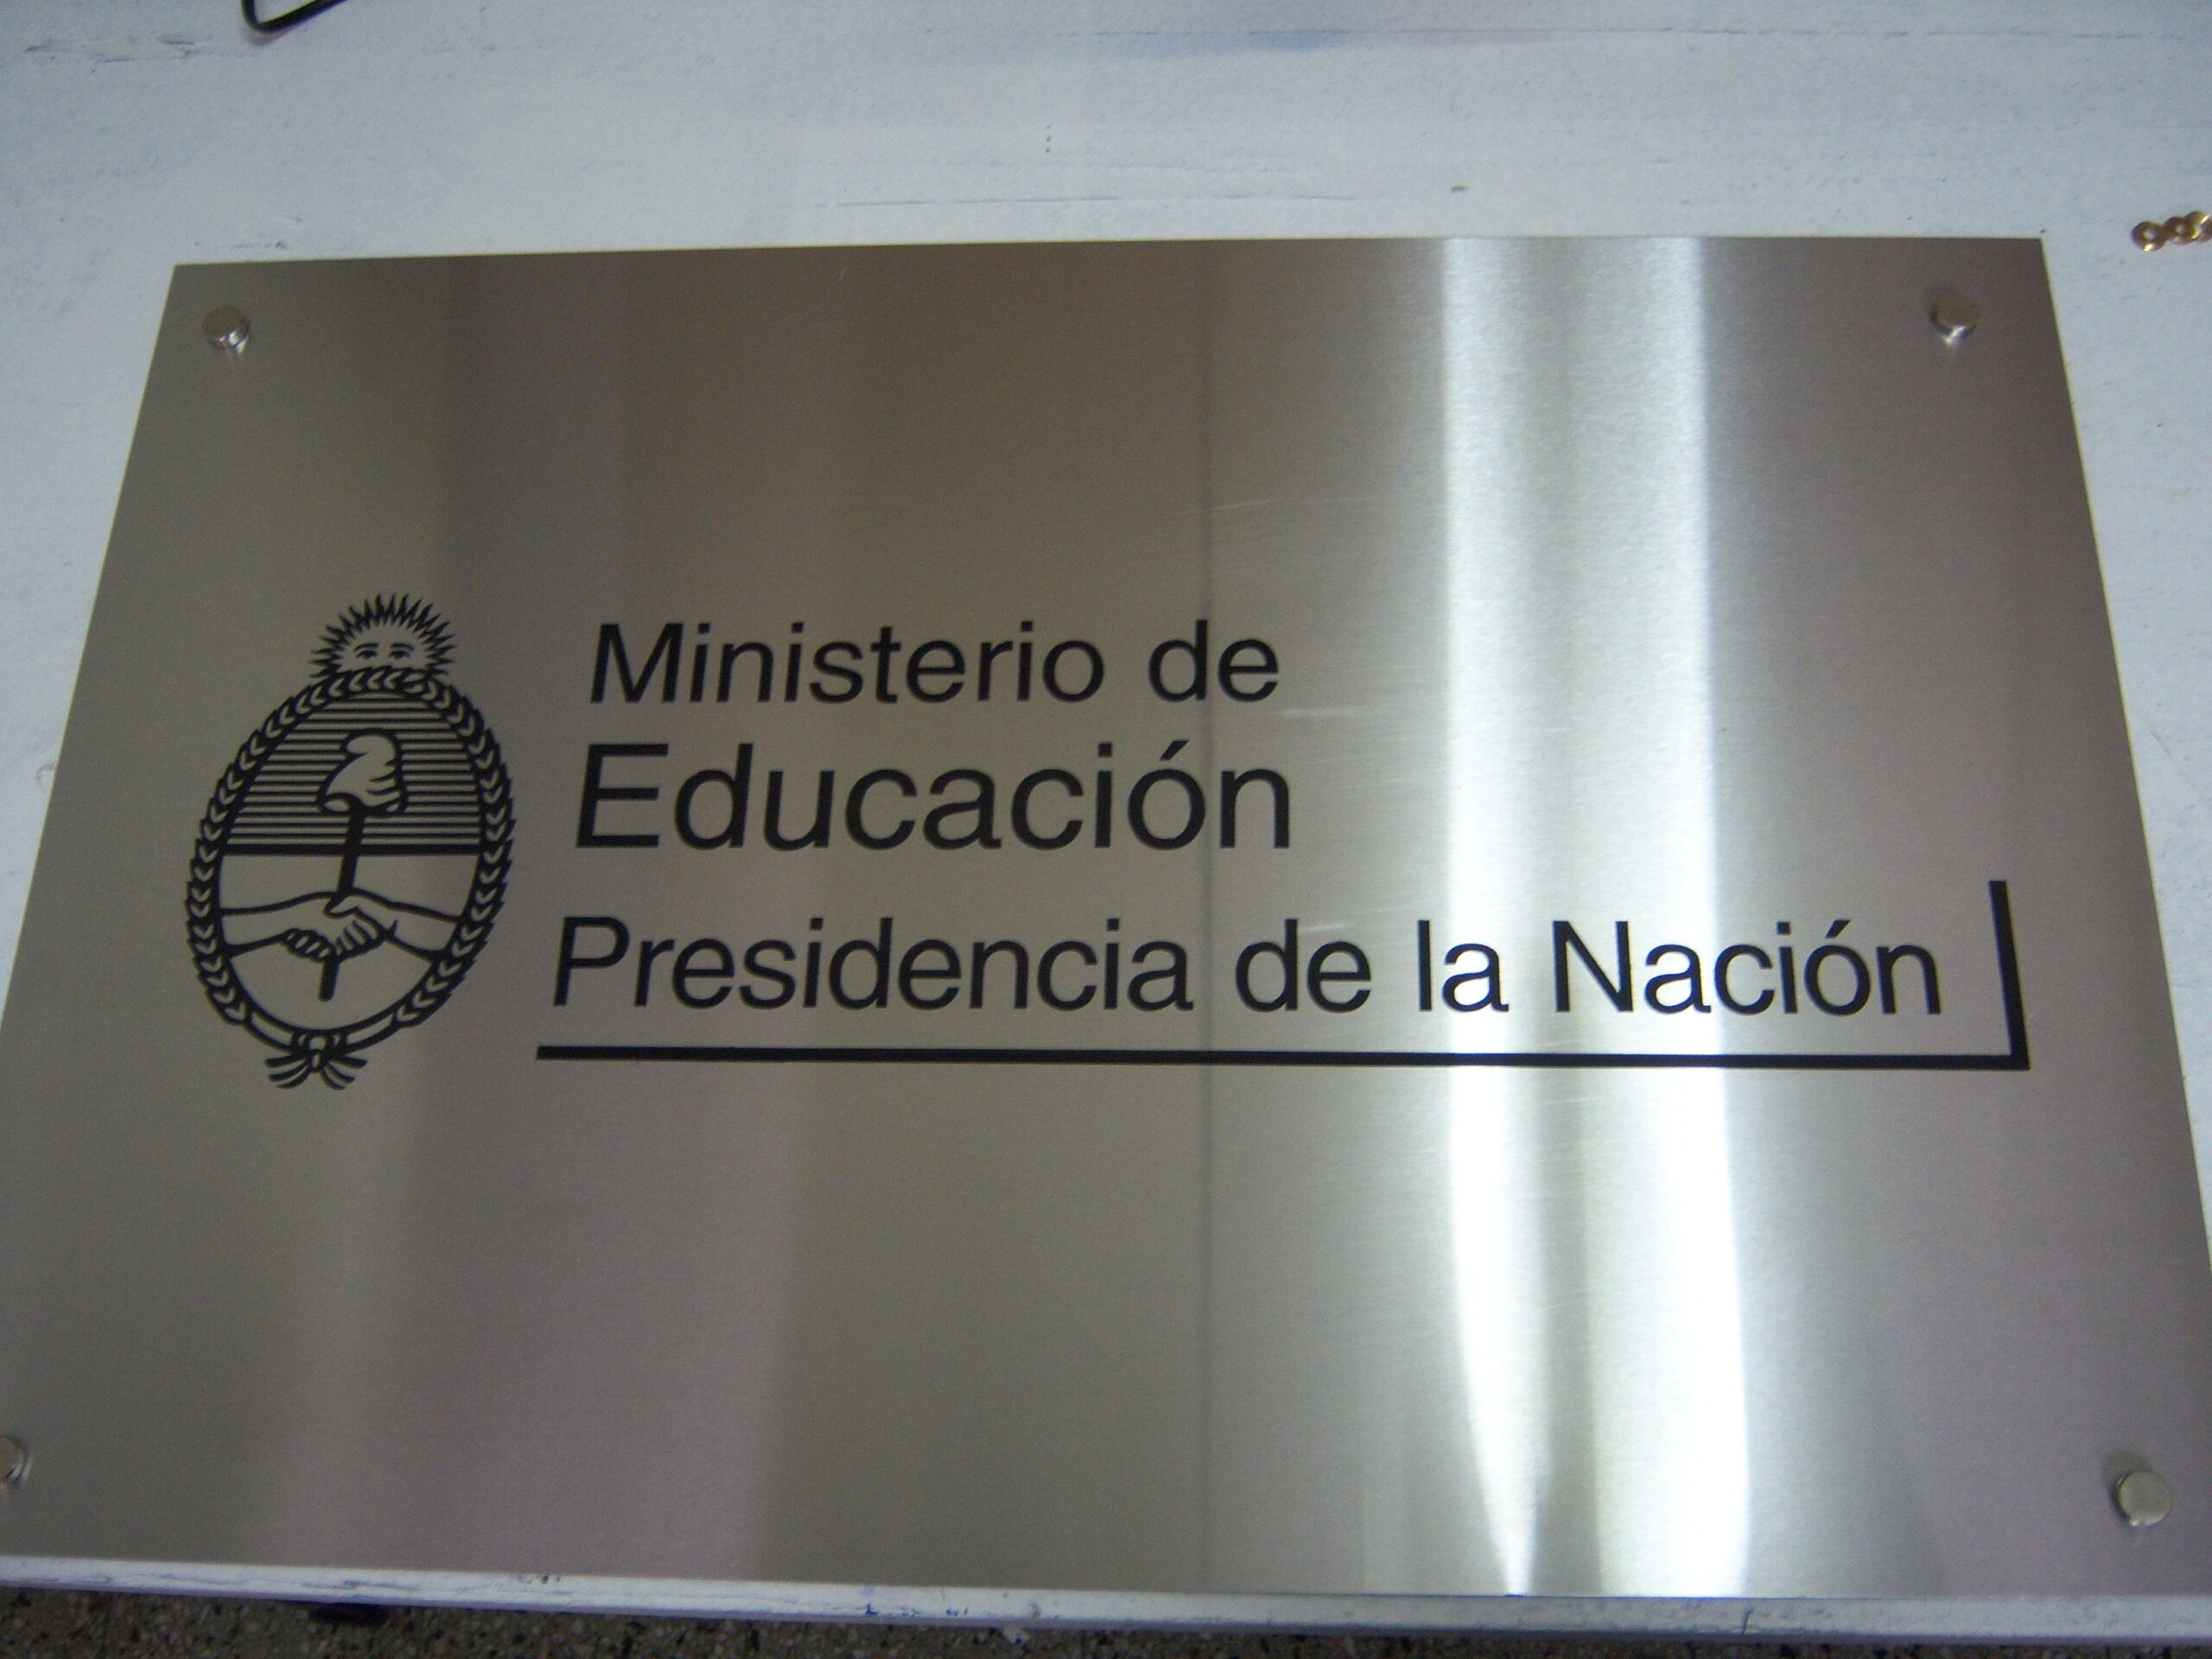 Ministerio de
Educación
Presidencia de la Nación